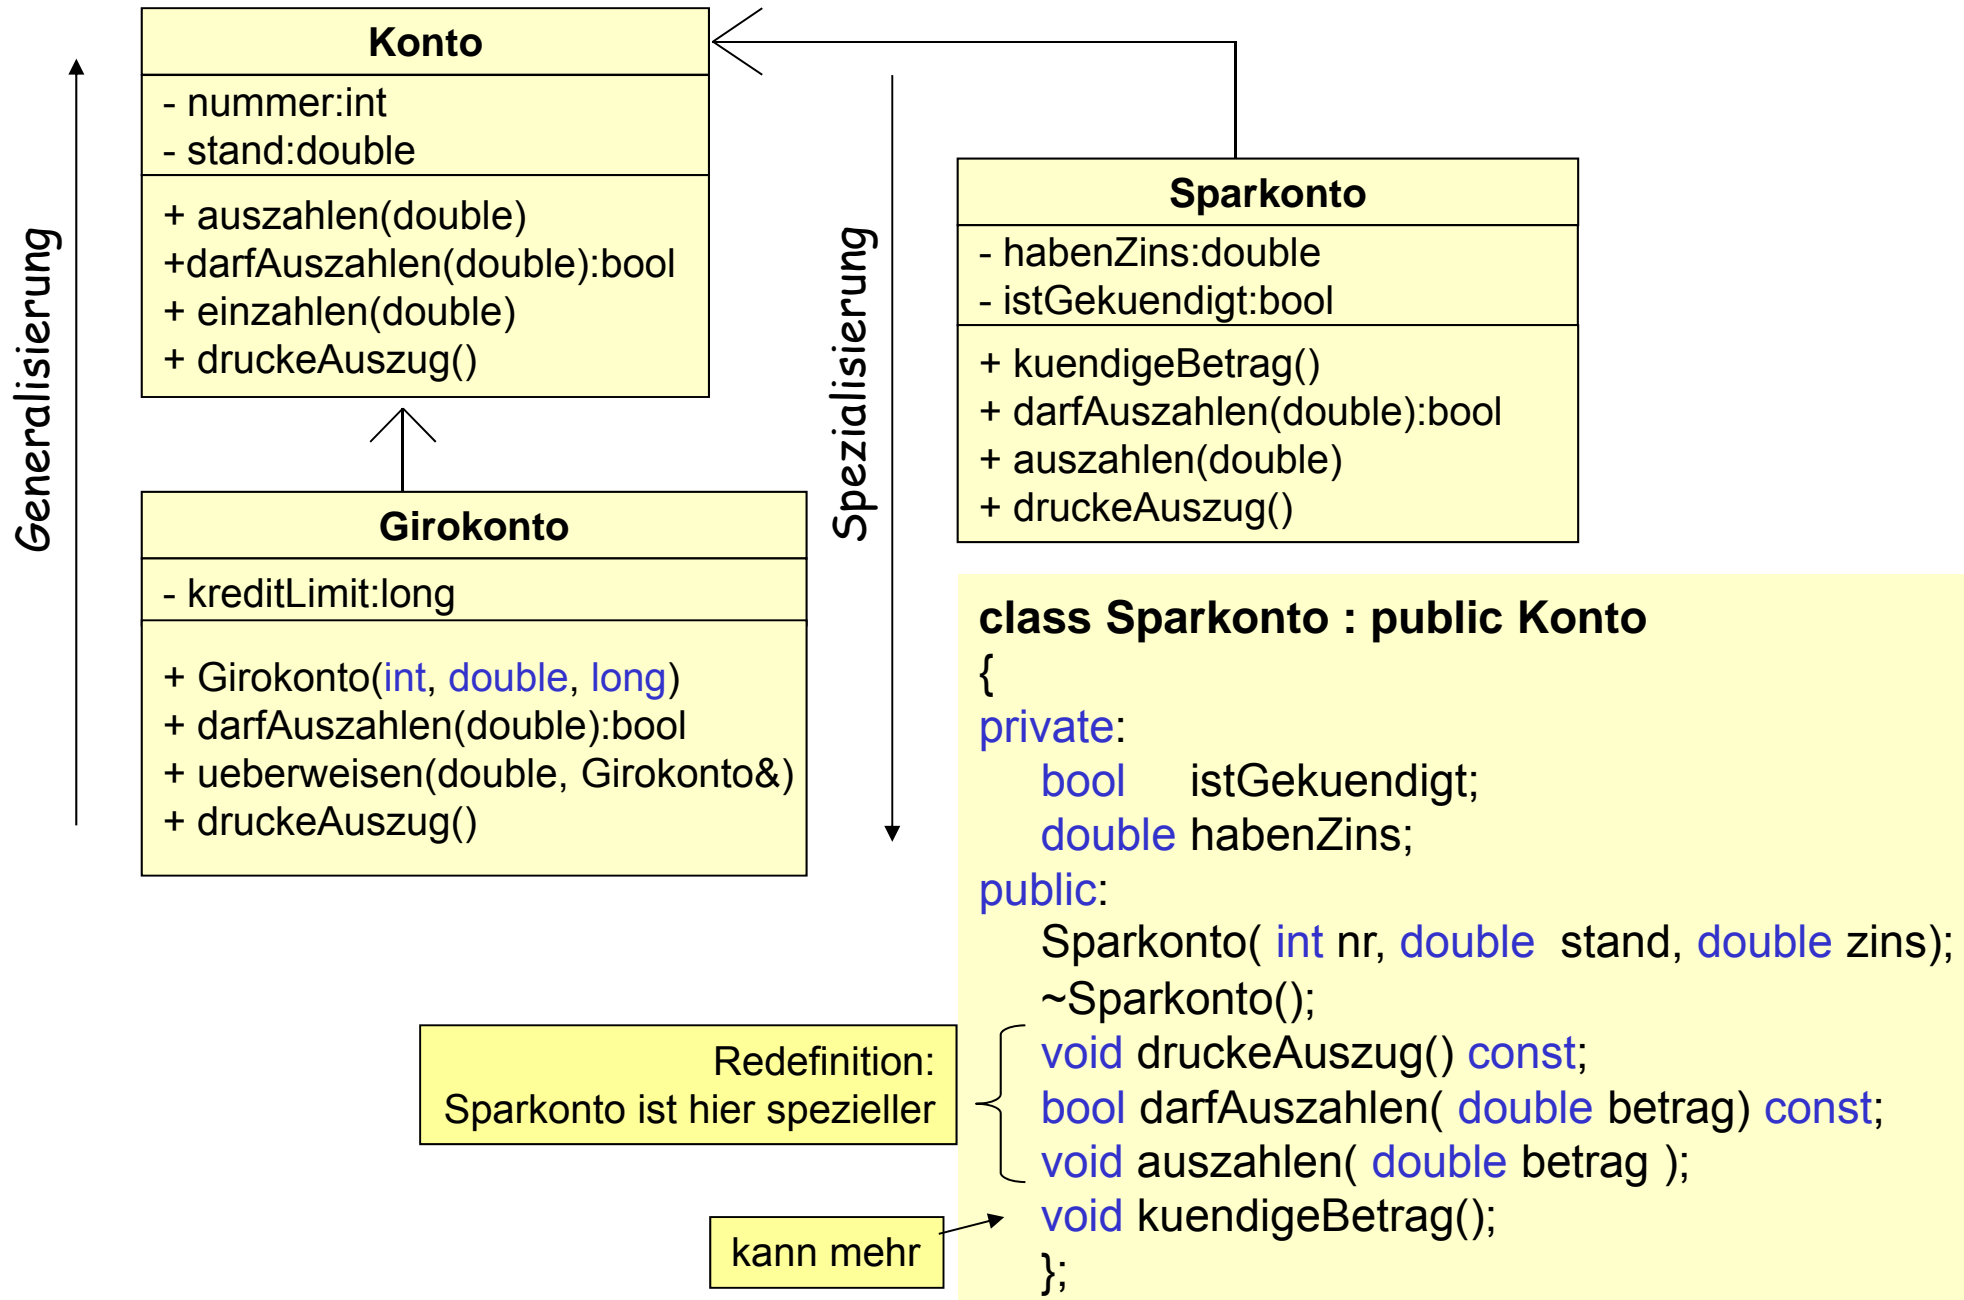 Generalisierung
Konto
- nummer:int
- stand:double
+ auszahlen(double)
+darfAuszahlen(double):bool
+ einzahlen(double)
+ druckeAuszug()
Girokonto
- kreditLimit:long
+ Girokonto(int, double, long)
+ darfAuszahlen(double):bool
+ ueberweisen(double, Girokonto&)
+ druckeAuszug()
Spezialisierung
Sparkonto
- habenZins:double
- istGekuendigt:bool
+ kuendigeBetrag()
+ darfAuszahlen(double):bool
+ auszahlen(double)
+ druckeAuszug()
class Sparkonto : public Konto
{
private:
bool istGekuendigt;
double habenZins;
public:
Sparkonto( int nr, double stand, double zins);
~Sparkonto();
void druckeAuszug() const;
bool darfAuszahlen( double betrag) const;
void auszahlen( double betrag );
void kuendigeBetrag();
};
Redefinition:
Sparkonto ist hier spezieller
kann mehr